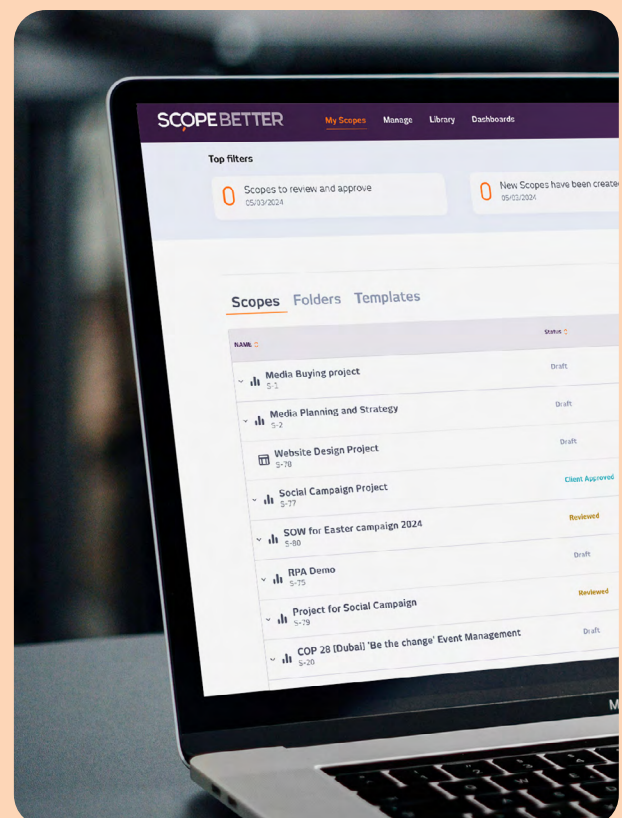 SCOPEBETTER
My Scopes Manage Library Dashboards
Top filters
0 Scopes to review and approve
05/03/2024
0 New Scopes have been created
05/03/2024
Scopes Folders Templates
NAME Status
Media Buying project Draft
S-1
Media Planning and Strategy Draft
S-2
Website Design Project Draft
S-78
Social Campaign Project Client Approved
S-77
SOW for Easter campaign 2024 Reviewed
S-80
RPA Demo Draft
S-75
Project for Social Campaign Reviewed
S-79
COP 28 [Dubai] 'Be the change' Event Management Draft
S-20
M